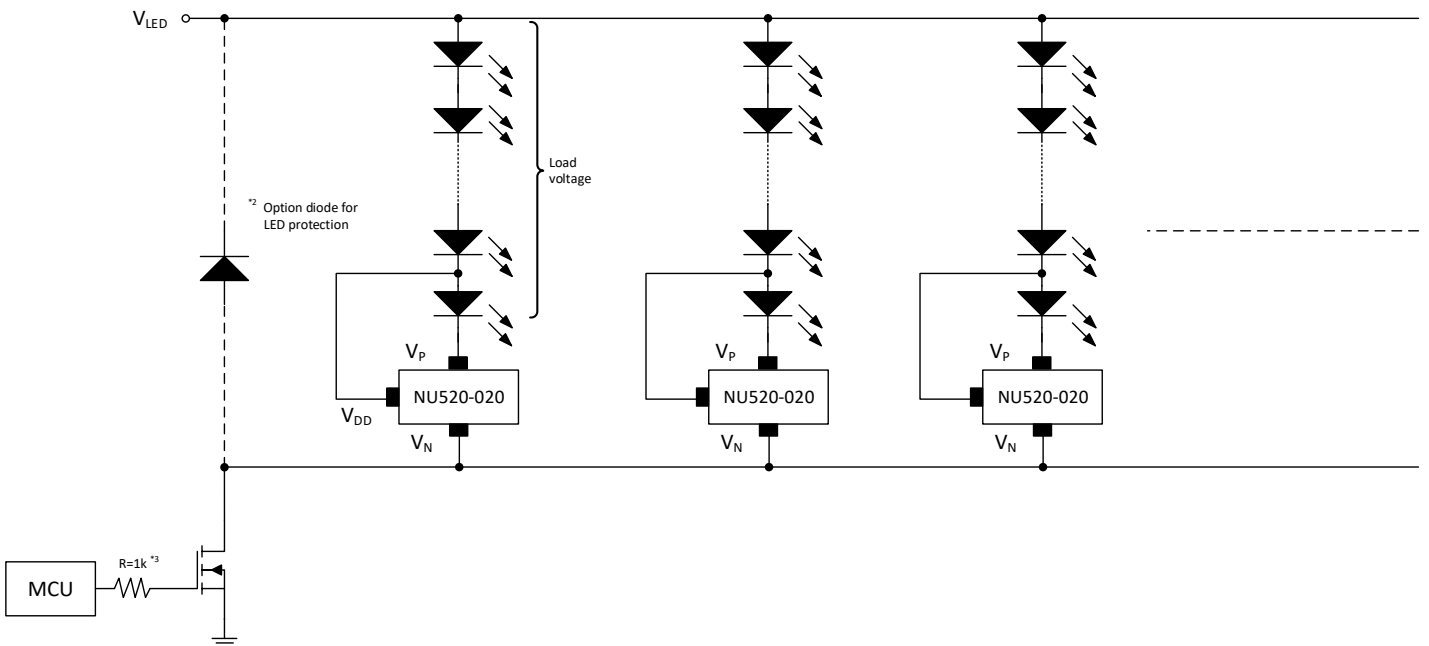 VLED
Load
voltage
*2 Option diode for
LED protection
VP
VP
VP
NU520-020
NU520-020
NU520-020
VDD
VN
VN
VN
R=1k *3
MCU